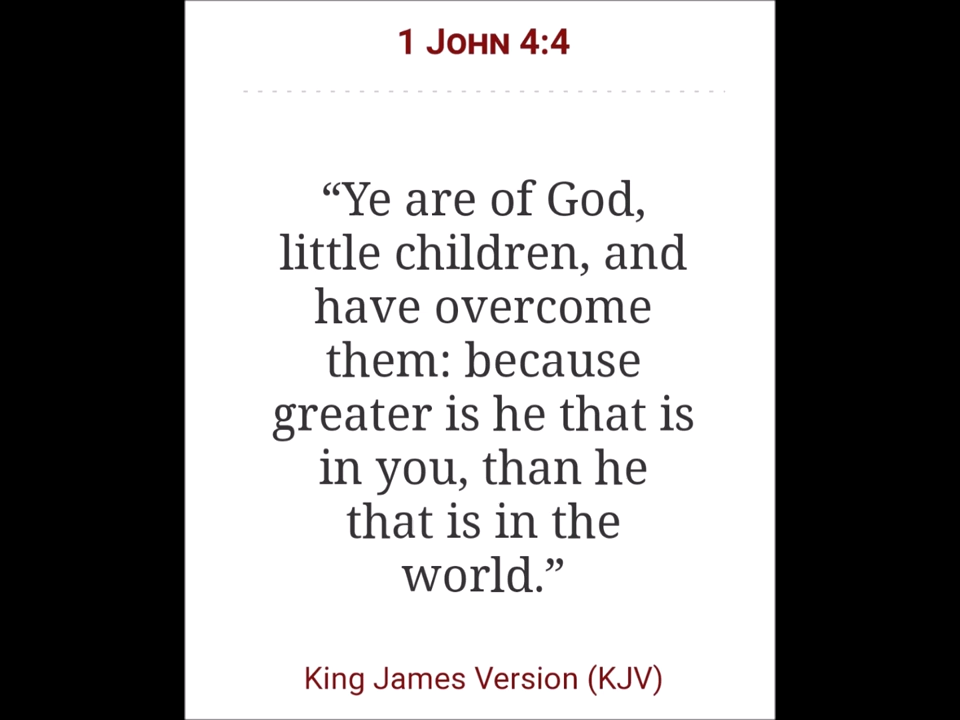 1 John 4:4
“Ye are of God,
little children, and
have overcome
them: because
greater is he that is
in you, than he
that is in the
world.”
King James Version (KJV)